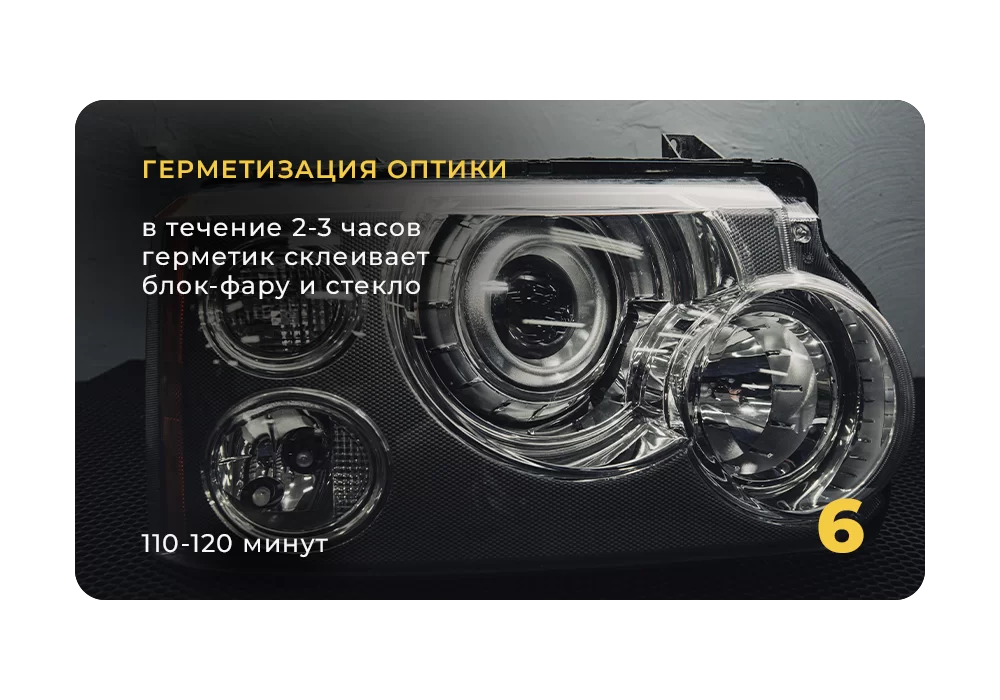 ГЕРМЕТИЗАЦИЯ ОПТИКИ
в течение 2-3 часов
герметик склеивает
блок-фару и стекло
110-120 минут
6